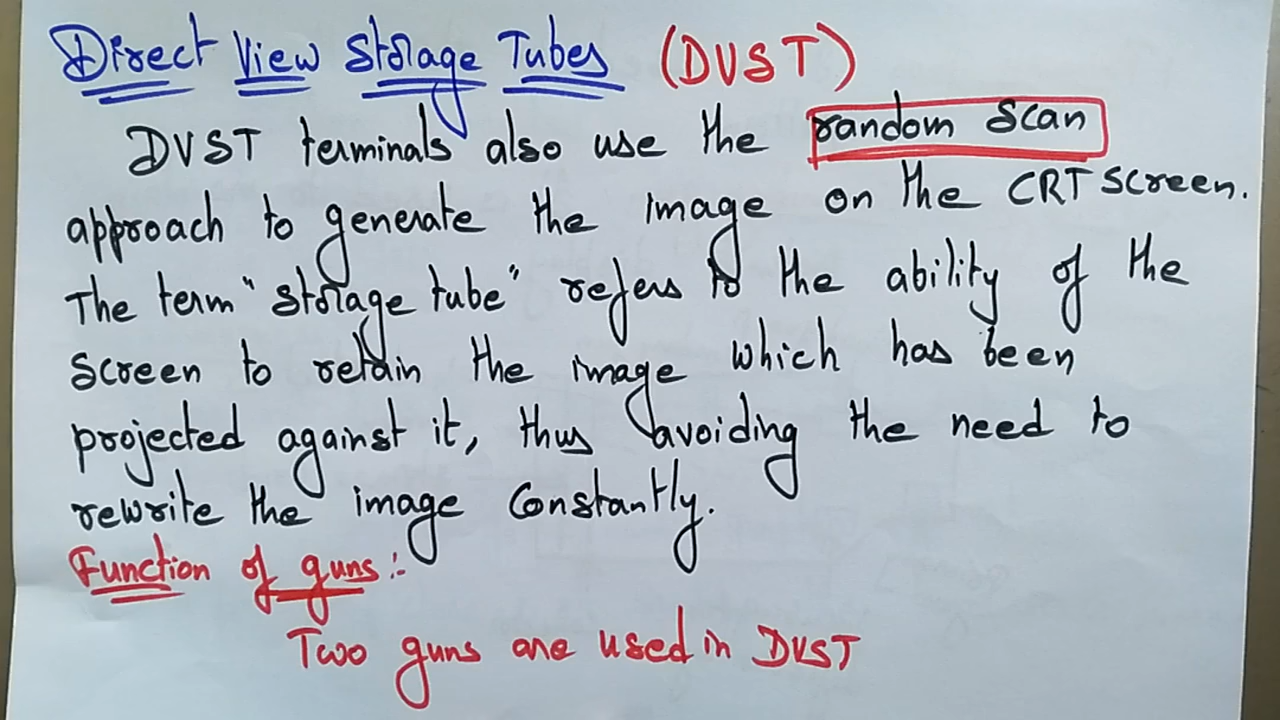 Direct View Storage Tubes (DVST)
DVST terminals also use the random scan
approach to generate the image on the CRT screen.
The term "storage tube" refers to the ability of the
screen to retain the image which has been
projected against it, thus avoiding the need to
rewrite the image constantly.
Function of guns:-
Two guns are used in DVST